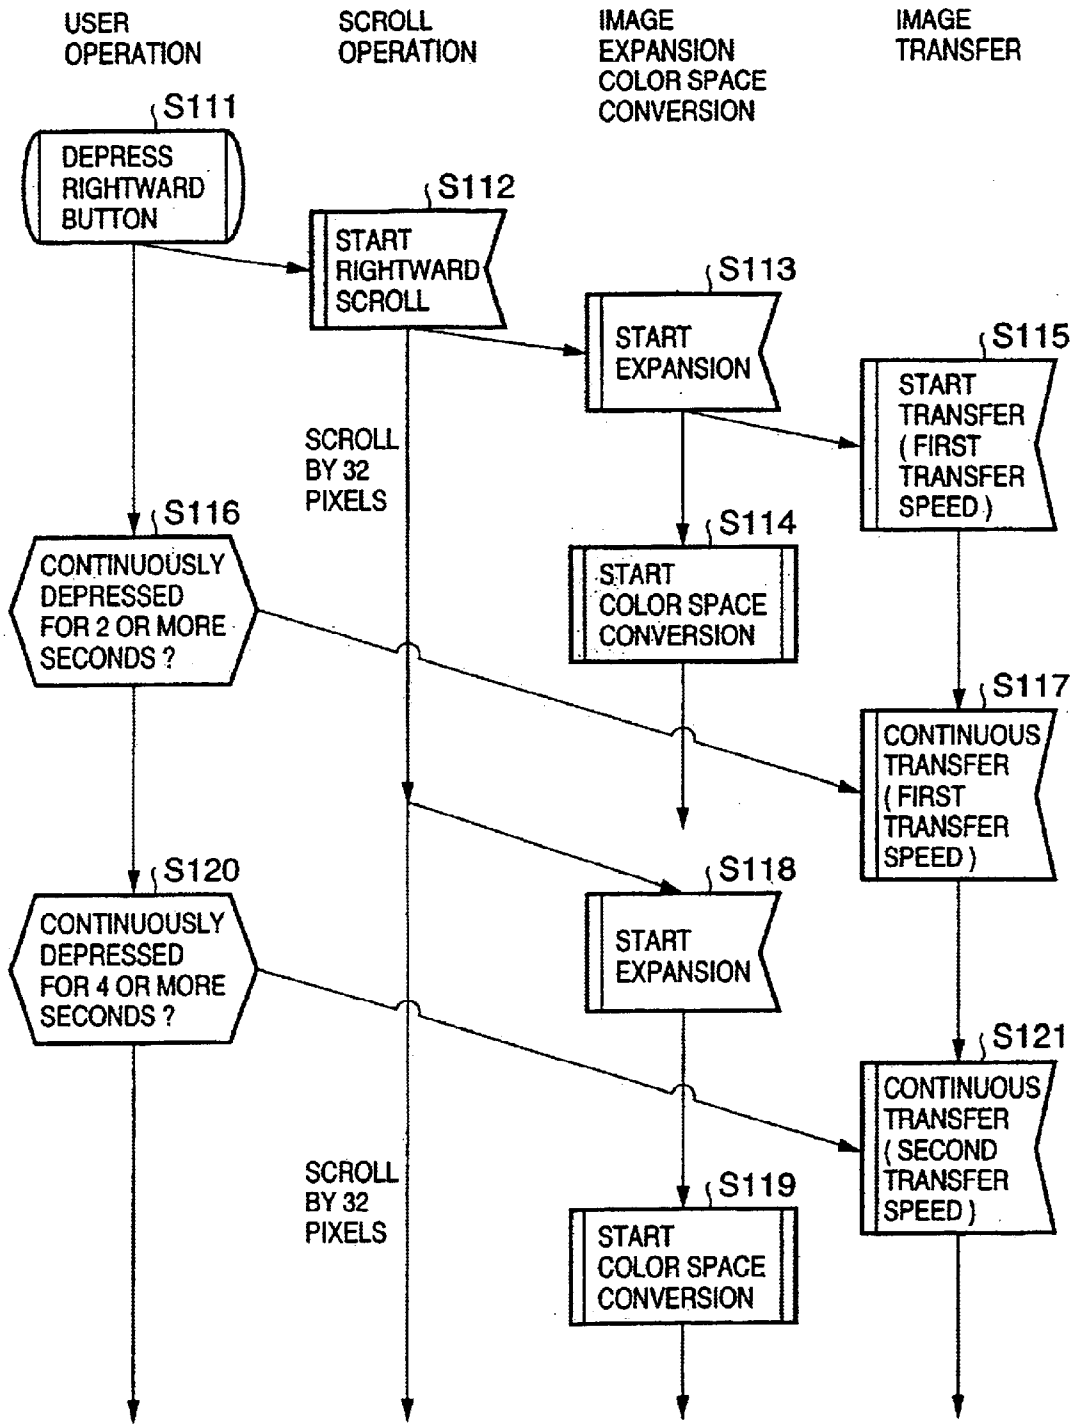 USER
OPERATION
SCROLL
OPERATION
IMAGE
EXPANSION
COLOR SPACE
CONVERSION
IMAGE
TRANSFER
S111
DEPRESS
RIGHTWARD
BUTTON
S112
START
RIGHTWARD
SCROLL
S113
START
EXPANSION
S115
START
TRANSFER
( FIRST
TRANSFER
SPEED )
SCROLL
BY 32
PIXELS
S114
START
COLOR SPACE
CONVERSION
S116
CONTINUOUSLY
DEPRESSED
FOR 2 OR MORE
SECONDS ?
S117
CONTINUOUS
TRANSFER
( FIRST
TRANSFER
SPEED )
S118
START
EXPANSION
S120
CONTINUOUSLY
DEPRESSED
FOR 4 OR MORE
SECONDS ?
S121
CONTINUOUS
TRANSFER
( SECOND
TRANSFER
SPEED )
SCROLL
BY 32
PIXELS
S119
START
COLOR SPACE
CONVERSION